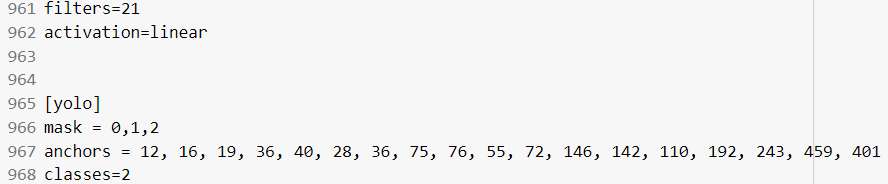 961 filters=21
962 activation=linear
963
964
965 [yolo]
966 mask = 0,1,2
967 anchors = 12, 16, 19, 36, 40, 28, 36, 75, 76, 55, 72, 146, 142, 110, 192, 243, 459, 401
968 classes=2